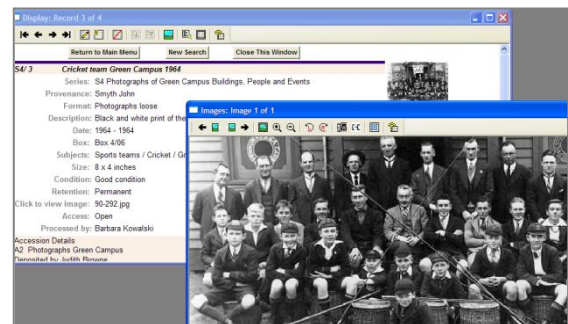 Display: Record 3 of 4
Return to Main Menu New Search Close This Window
S4/ 3 Cricket team Green Campus 1964
Series: S4 Photographs of Green Campus Buildings, People and Events
Provenance: Smyth John
Format: Photographs loose
Description: Black and white print of the
Date: 1964 - 1964
Box: Box 4/06
Subjects: Sports teams / Cricket / Gr
Size: 8 x 4 inches
Condition: Good condition
Retention: Permanent
Click to view image: 90-292.jpg
Access: Open
Processed by: Barbara Kowalski
Accession Details
A2 Photographs Green Campus
Deposited by Judith Browne
Images: Image 1 of 1